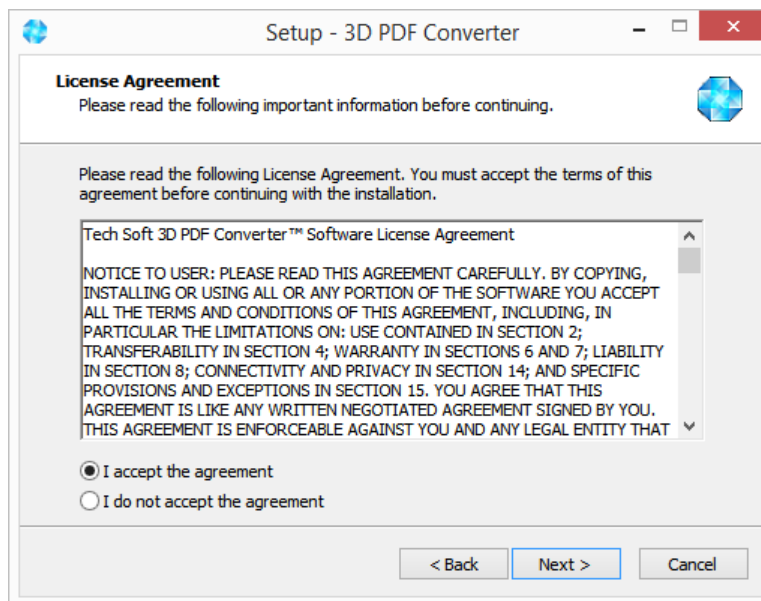 Setup - 3D PDF Converter
License Agreement
Please read the following important information before continuing.
Please read the following License Agreement. You must accept the terms of this
agreement before continuing with the installation.
Tech Soft 3D PDF Converter™ Software License Agreement
NOTICE TO USER: PLEASE READ THIS AGREEMENT CAREFULLY. BY COPYING,
INSTALLING OR USING ALL OR ANY PORTION OF THE SOFTWARE YOU ACCEPT
ALL THE TERMS AND CONDITIONS OF THIS AGREEMENT, INCLUDING, IN
PARTICULAR THE LIMITATIONS ON: USE CONTAINED IN SECTION 2;
TRANSFERABILITY IN SECTION 4; WARRANTY IN SECTIONS 6 AND 7; LIABILITY
IN SECTION 8; CONNECTIVITY AND PRIVACY IN SECTION 14; AND SPECIFIC
PROVISIONS AND EXCEPTIONS IN SECTION 15. YOU AGREE THAT THIS
AGREEMENT IS LIKE ANY WRITTEN NEGOTIATED AGREEMENT SIGNED BY YOU.
THIS AGREEMENT IS ENFORCEABLE AGAINST YOU AND ANY LEGAL ENTITY THAT
I accept the agreement
I do not accept the agreement
< Back Next > Cancel